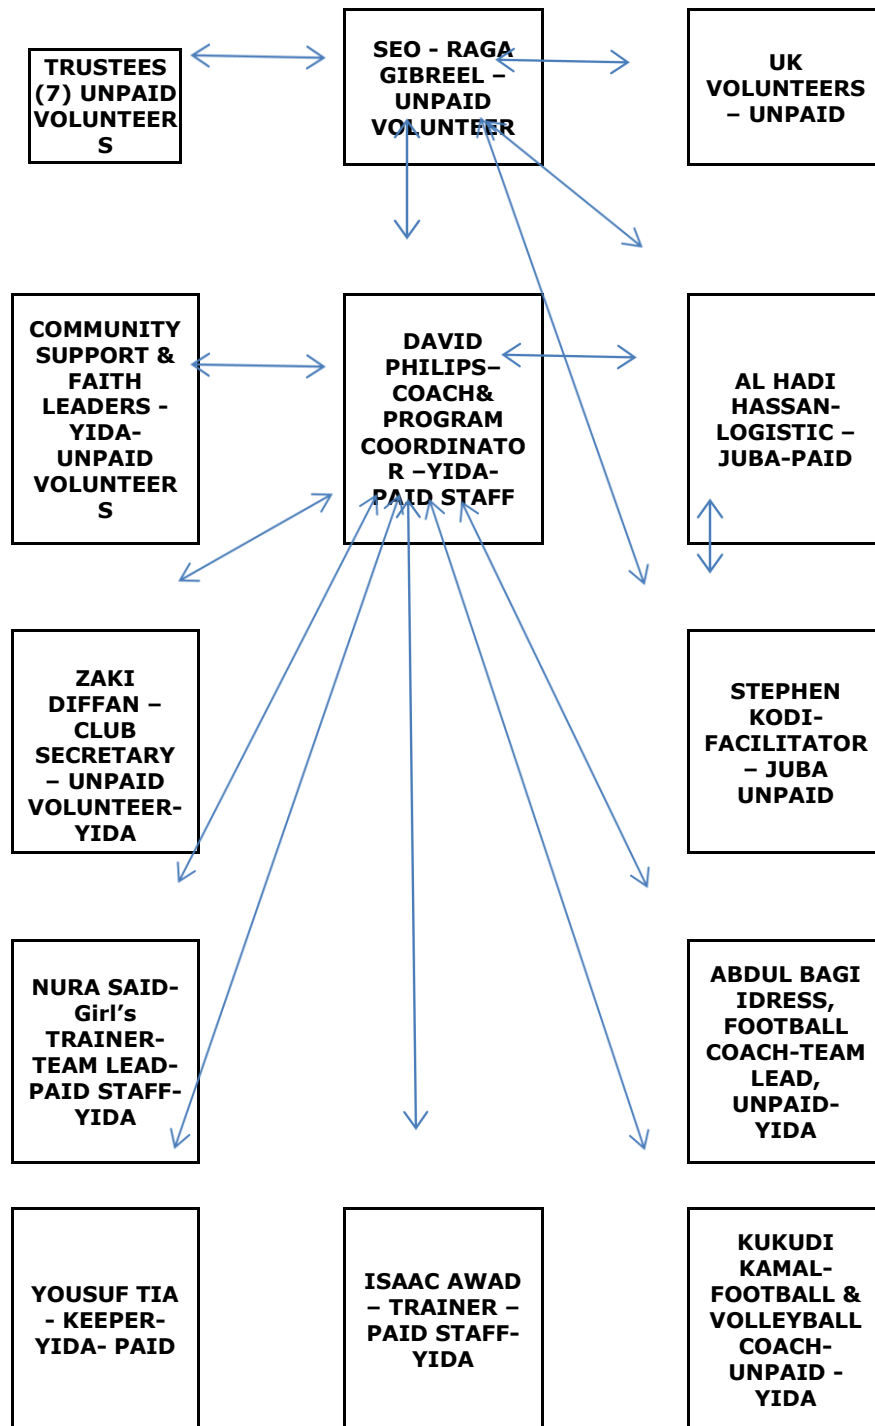 TRUSTEES
(7) UNPAID
VOLUNTEER
S
SEO - RAGA
GIBREEL –
UNPAID
VOLUNTEER
UK
VOLUNTEERS
– UNPAID
COMMUNITY
SUPPORT &
FAITH
LEADERS -
YIDA-
UNPAID
VOLUNTEER
S
DAVID
PHILIPS–
COACH&
PROGRAM
COORDINATO
R –YIDA-
PAID STAFF
AL HADI
HASSAN-
LOGISTIC –
JUBA-PAID
ZAKI
DIFFAN –
CLUB
SECRETARY
– UNPAID
VOLUNTEER-
YIDA
STEPHEN
KODI-
FACILITATOR
– JUBA
UNPAID
NURA SAID-
Girl’s
TRAINER-
TEAM LEAD-
PAID STAFF-
YIDA
ABDUL BAGI
IDRESS,
FOOTBALL
COACH-TEAM
LEAD,
UNPAID-
YIDA
YOUSUF TIA
- KEEPER-
YIDA- PAID
ISAAC AWAD
– TRAINER –
PAID STAFF-
YIDA
KUKUDI
KAMAL-
FOOTBALL &
VOLLEYBALL
COACH-
UNPAID -
YIDA